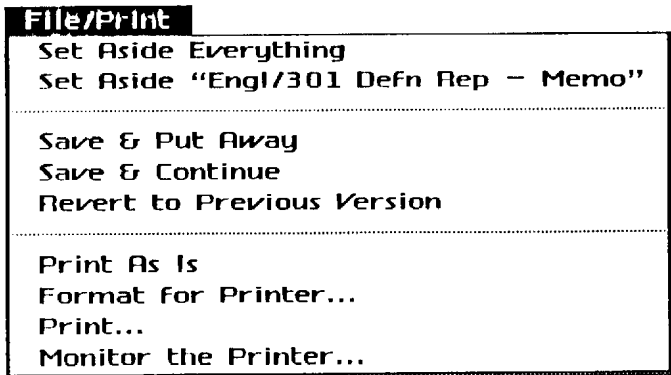 File/Print
Set Aside Everything
Set Aside “Engl/301 Defn Rep – Memo”
Save & Put Away
Save & Continue
Revert to Previous Version
Print As Is
Format for Printer...
Print...
Monitor the Printer...